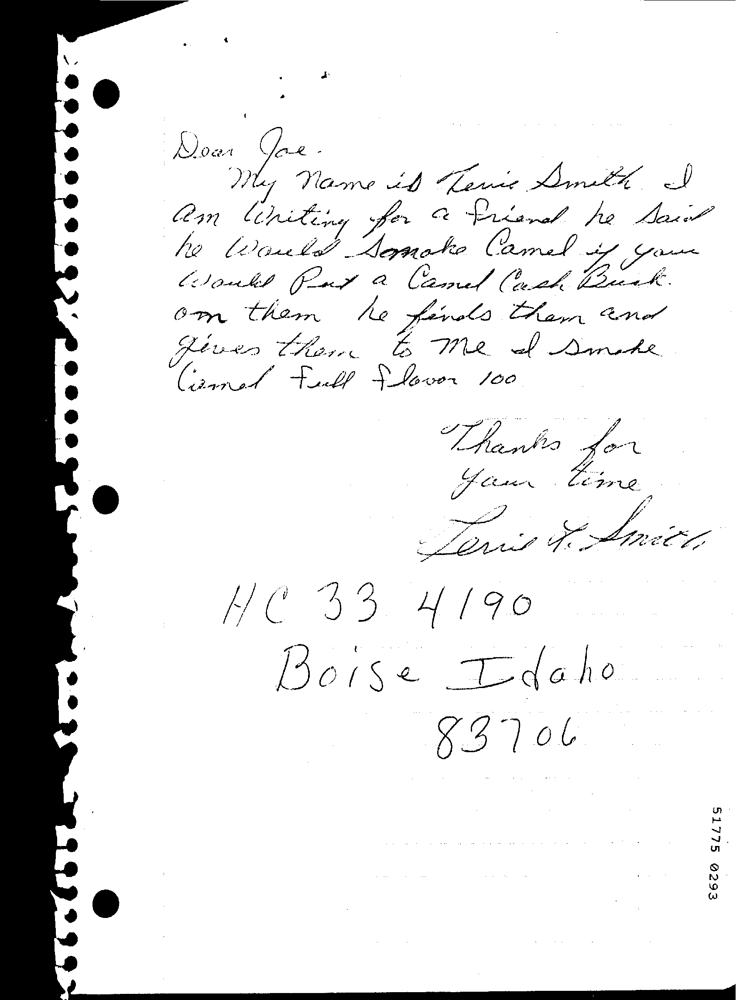 Dear Joe.
My Name is Terrie Smith I
am Writing for a friend he said
he Would Somoke Camel if your
Would Put a Camel Cash Buck.
om them he finds them and
gives them to Me I Smoke
Camel Full Flavor 100
Thanks for
your time
Terrie L. Smith
HC 33 4190
Boise Idaho
83706
51775 0293